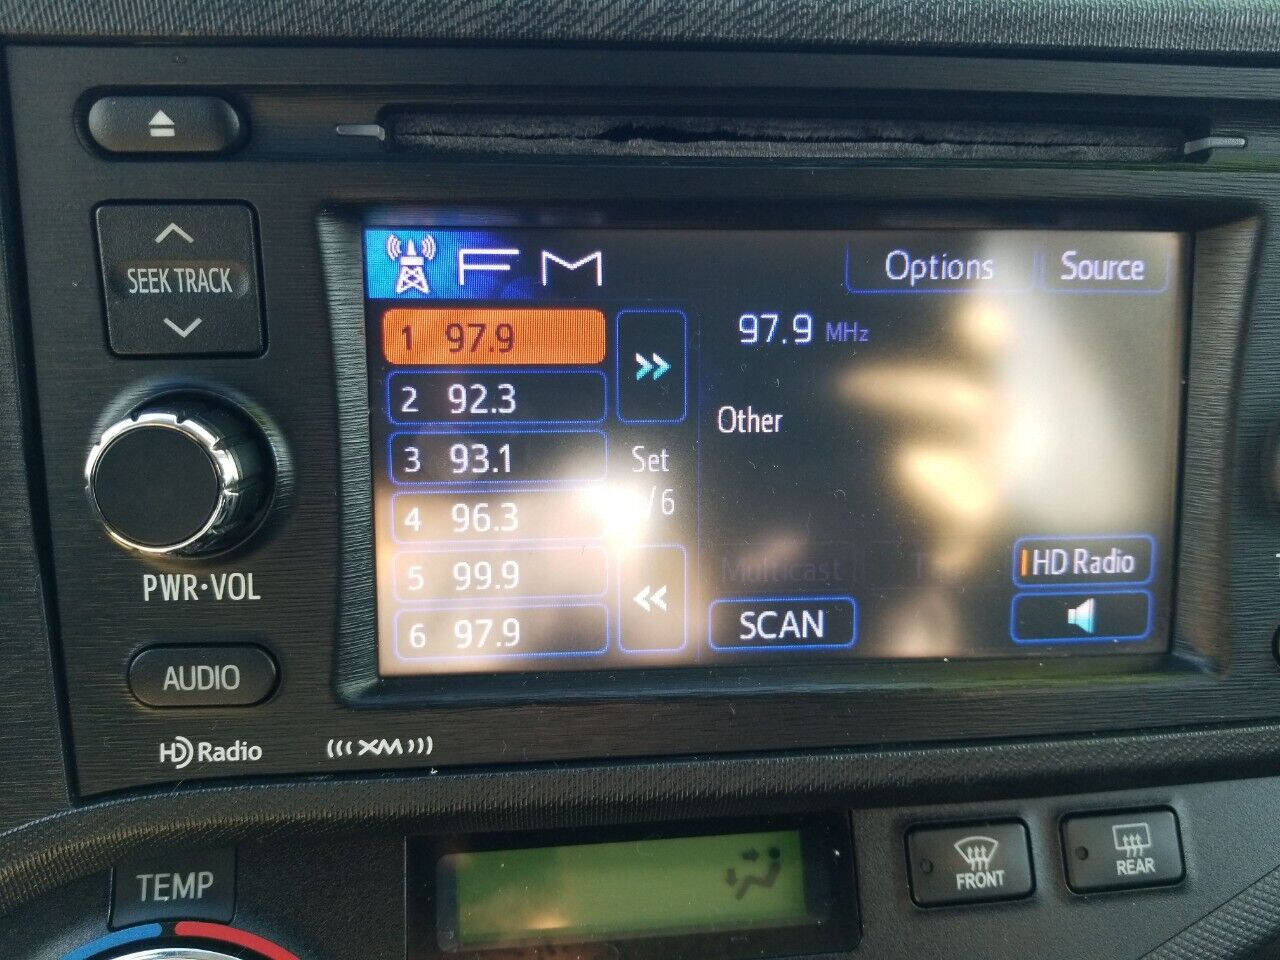 FM Options Source
SEEK TRACK
1 97.9
2 92.3
3 93.1
4 96.3
5 99.9
6 97.9
Set
/6
97.9 MHz
Other
Multicast
HD Radio
SCAN
PWR•VOL
AUDIO
HD Radio
(((XM)))
TEMP
FRONT
REAR